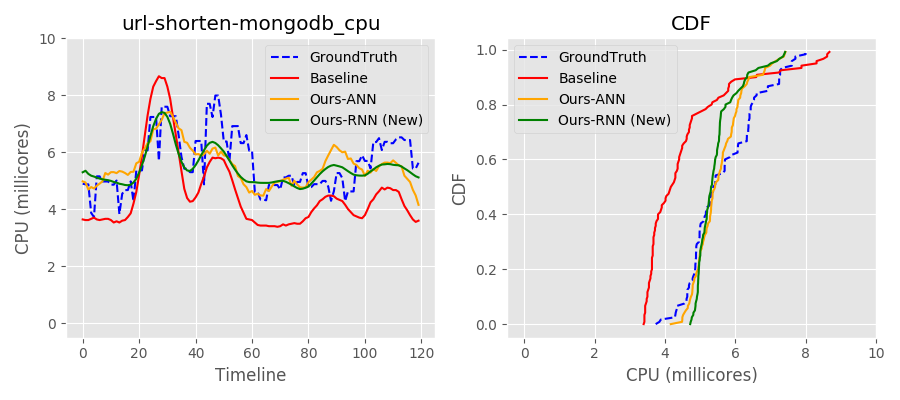 url-shorten-mongodb_cpu
CPU (millicores)
10
8
6
4
2
0
GroundTruth
Baseline
Ours-ANN
Ours-RNN (New)
0 20 40 60 80 100 120
Timeline
CDF
CDF
1.0
0.8
0.6
0.4
0.2
0.0
GroundTruth
Baseline
Ours-ANN
Ours-RNN (New)
0 2 4 6 8 10
CPU (millicores)